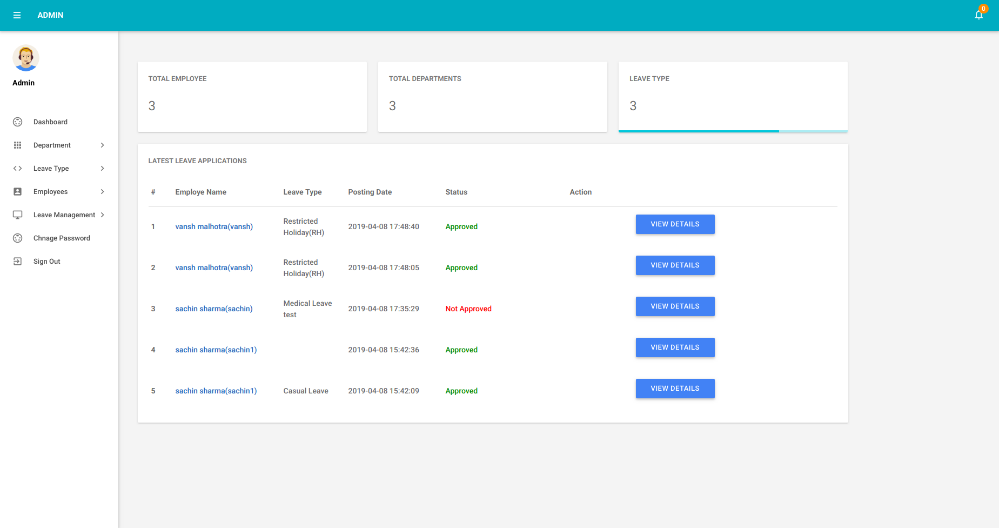 ADMIN
0
Admin
Dashboard
Department
Leave Type
Employees
Leave Management
Chnage Password
Sign Out
TOTAL EMPLOYEE
3
TOTAL DEPARTMENTS
3
LEAVE TYPE
3
LATEST LEAVE APPLICATIONS
# Employe Name Leave Type Posting Date Status Action
1 vansh malhotra(vansh) Restricted Holiday(RH) 2019-04-08 17:48:40 Approved VIEW DETAILS
2 vansh malhotra(vansh) Restricted Holiday(RH) 2019-04-08 17:48:05 Approved VIEW DETAILS
3 sachin sharma(sachin) Medical Leave test 2019-04-08 17:35:29 Not Approved VIEW DETAILS
4 sachin sharma(sachin1) 2019-04-08 15:42:36 Approved VIEW DETAILS
5 sachin sharma(sachin1) Casual Leave 2019-04-08 15:42:09 Approved VIEW DETAILS